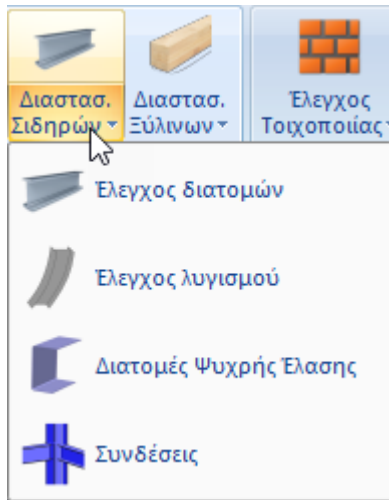 Διαστασ. Διαστασ. Έλεγχος
Σιδηρών Ξύλινων Τοιχοποιίας
Έλεγχος διατομών
Έλεγχος λυγισμού
Διατομές Ψυχρής Έλασης
Συνδέσεις